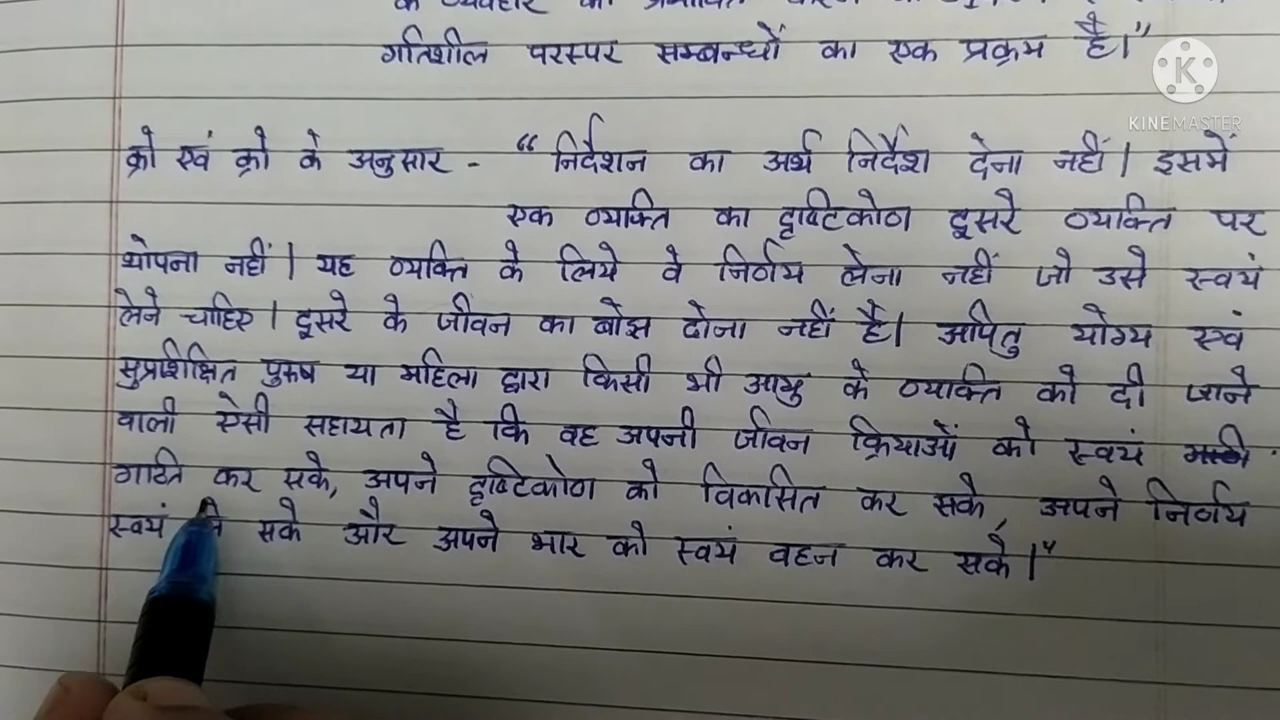 के व्यवहार को प्रभावित करने
गतिशील परस्पर सम्बन्धों का एक प्रक्रम है।"
KINEMASTER
क्रो एवं क्रो के अनुसार - " निर्देशन का अर्थ निर्देश देना नहीं। इसमें
एक व्यक्ति का दृष्टिकोण दूसरे व्यक्ति पर
थोपना नहीं। यह व्यक्ति के लिये वे निर्णय लेना नहीं जो उसे स्वयं
लेने चाहिए। दूसरे के जीवन का बोझ ढोना नहीं है। अपितु योग्य एवं
सुप्रशिक्षित पुरुष या महिला द्वारा किसी भी आयु के व्यक्ति को दी जाने
वाली ऐसी सहायता है कि वह अपनी जीवन क्रियाओं को स्वयं
गठित कर सके, अपने दृष्टिकोण को विकसित कर सके, अपने निर्णय
स्वयं सके और अपने भार को स्वयं वहन कर सके।"